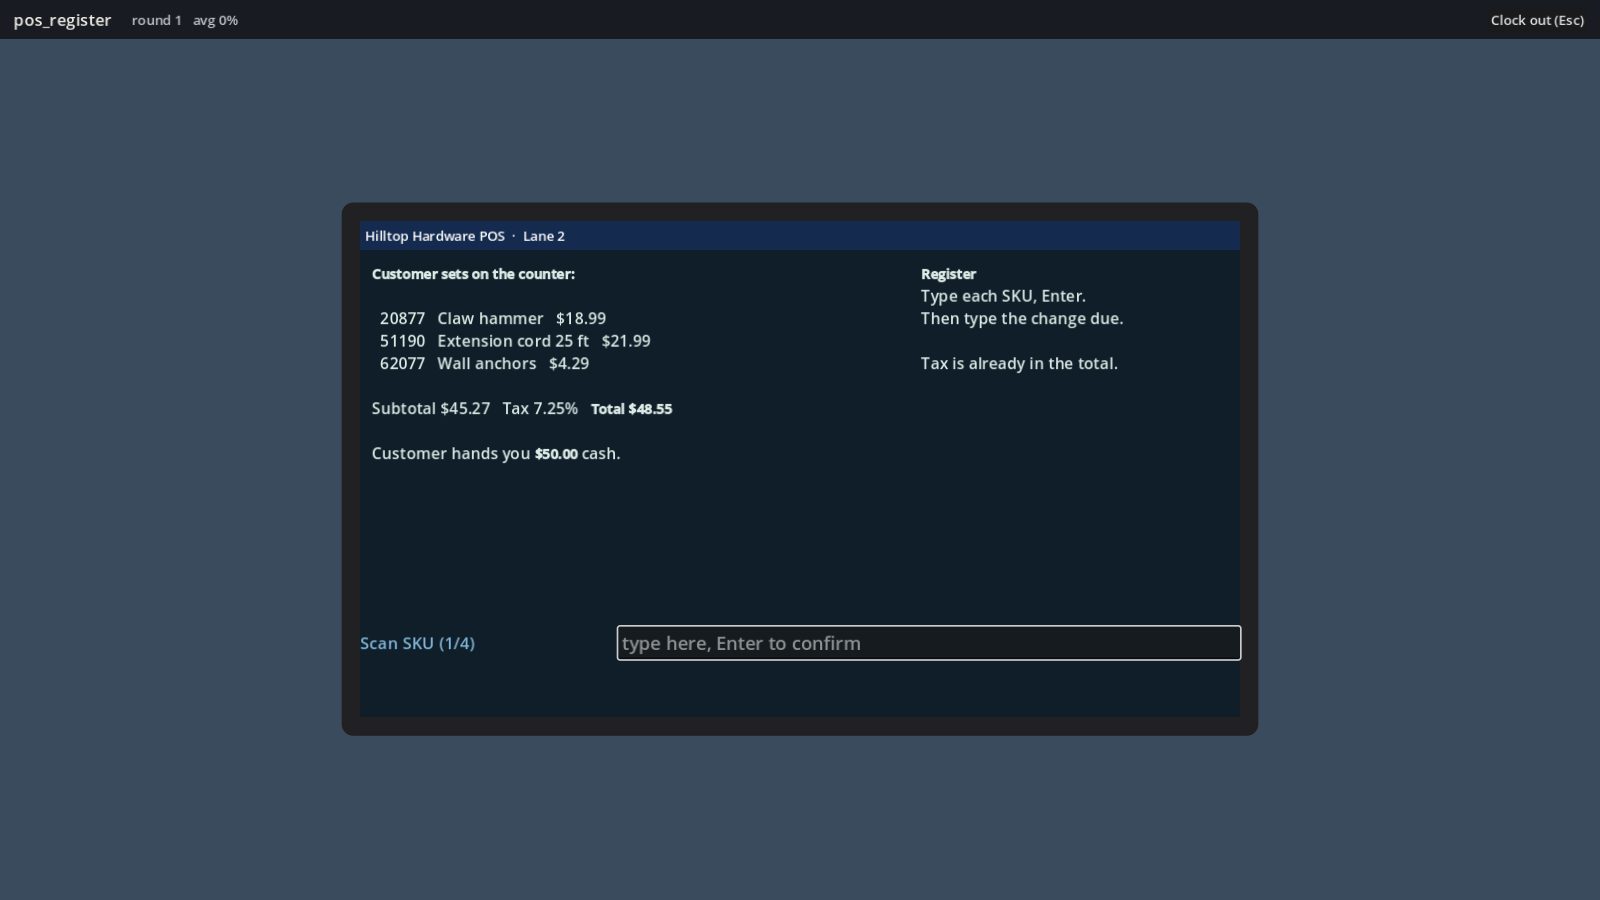 pos_register round 1 avg 0% Clock out (Esc)
Hilltop Hardware POS · Lane 2
Customer sets on the counter:
20877 Claw hammer $18.99
51190 Extension cord 25 ft $21.99
62077 Wall anchors $4.29
Subtotal $45.27 Tax 7.25% Total $48.55
Customer hands you $50.00 cash.
Register
Type each SKU, Enter.
Then type the change due.
Tax is already in the total.
Scan SKU (1/4)
type here, Enter to confirm